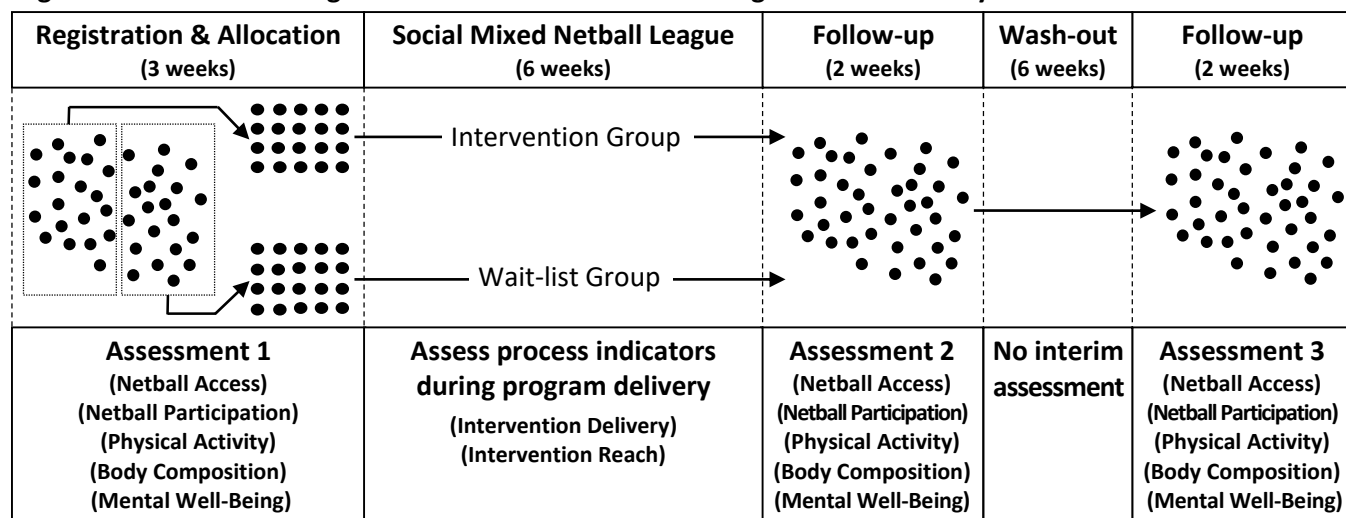 Registration & Allocation
(3 weeks)
Social Mixed Netball League
(6 weeks)
Follow-up
(2 weeks)
Wash-out
(6 weeks)
Follow-up
(2 weeks)
Intervention Group
Wait-list Group
Assessment 1
(Netball Access)
(Netball Participation)
(Physical Activity)
(Body Composition)
(Mental Well-Being)
Assess process indicators
during program delivery
(Intervention Delivery)
(Intervention Reach)
Assessment 2
(Netball Access)
(Netball Participation)
(Physical Activity)
(Body Composition)
(Mental Well-Being)
No interim
assessment
Assessment 3
(Netball Access)
(Netball Participation)
(Physical Activity)
(Body Composition)
(Mental Well-Being)